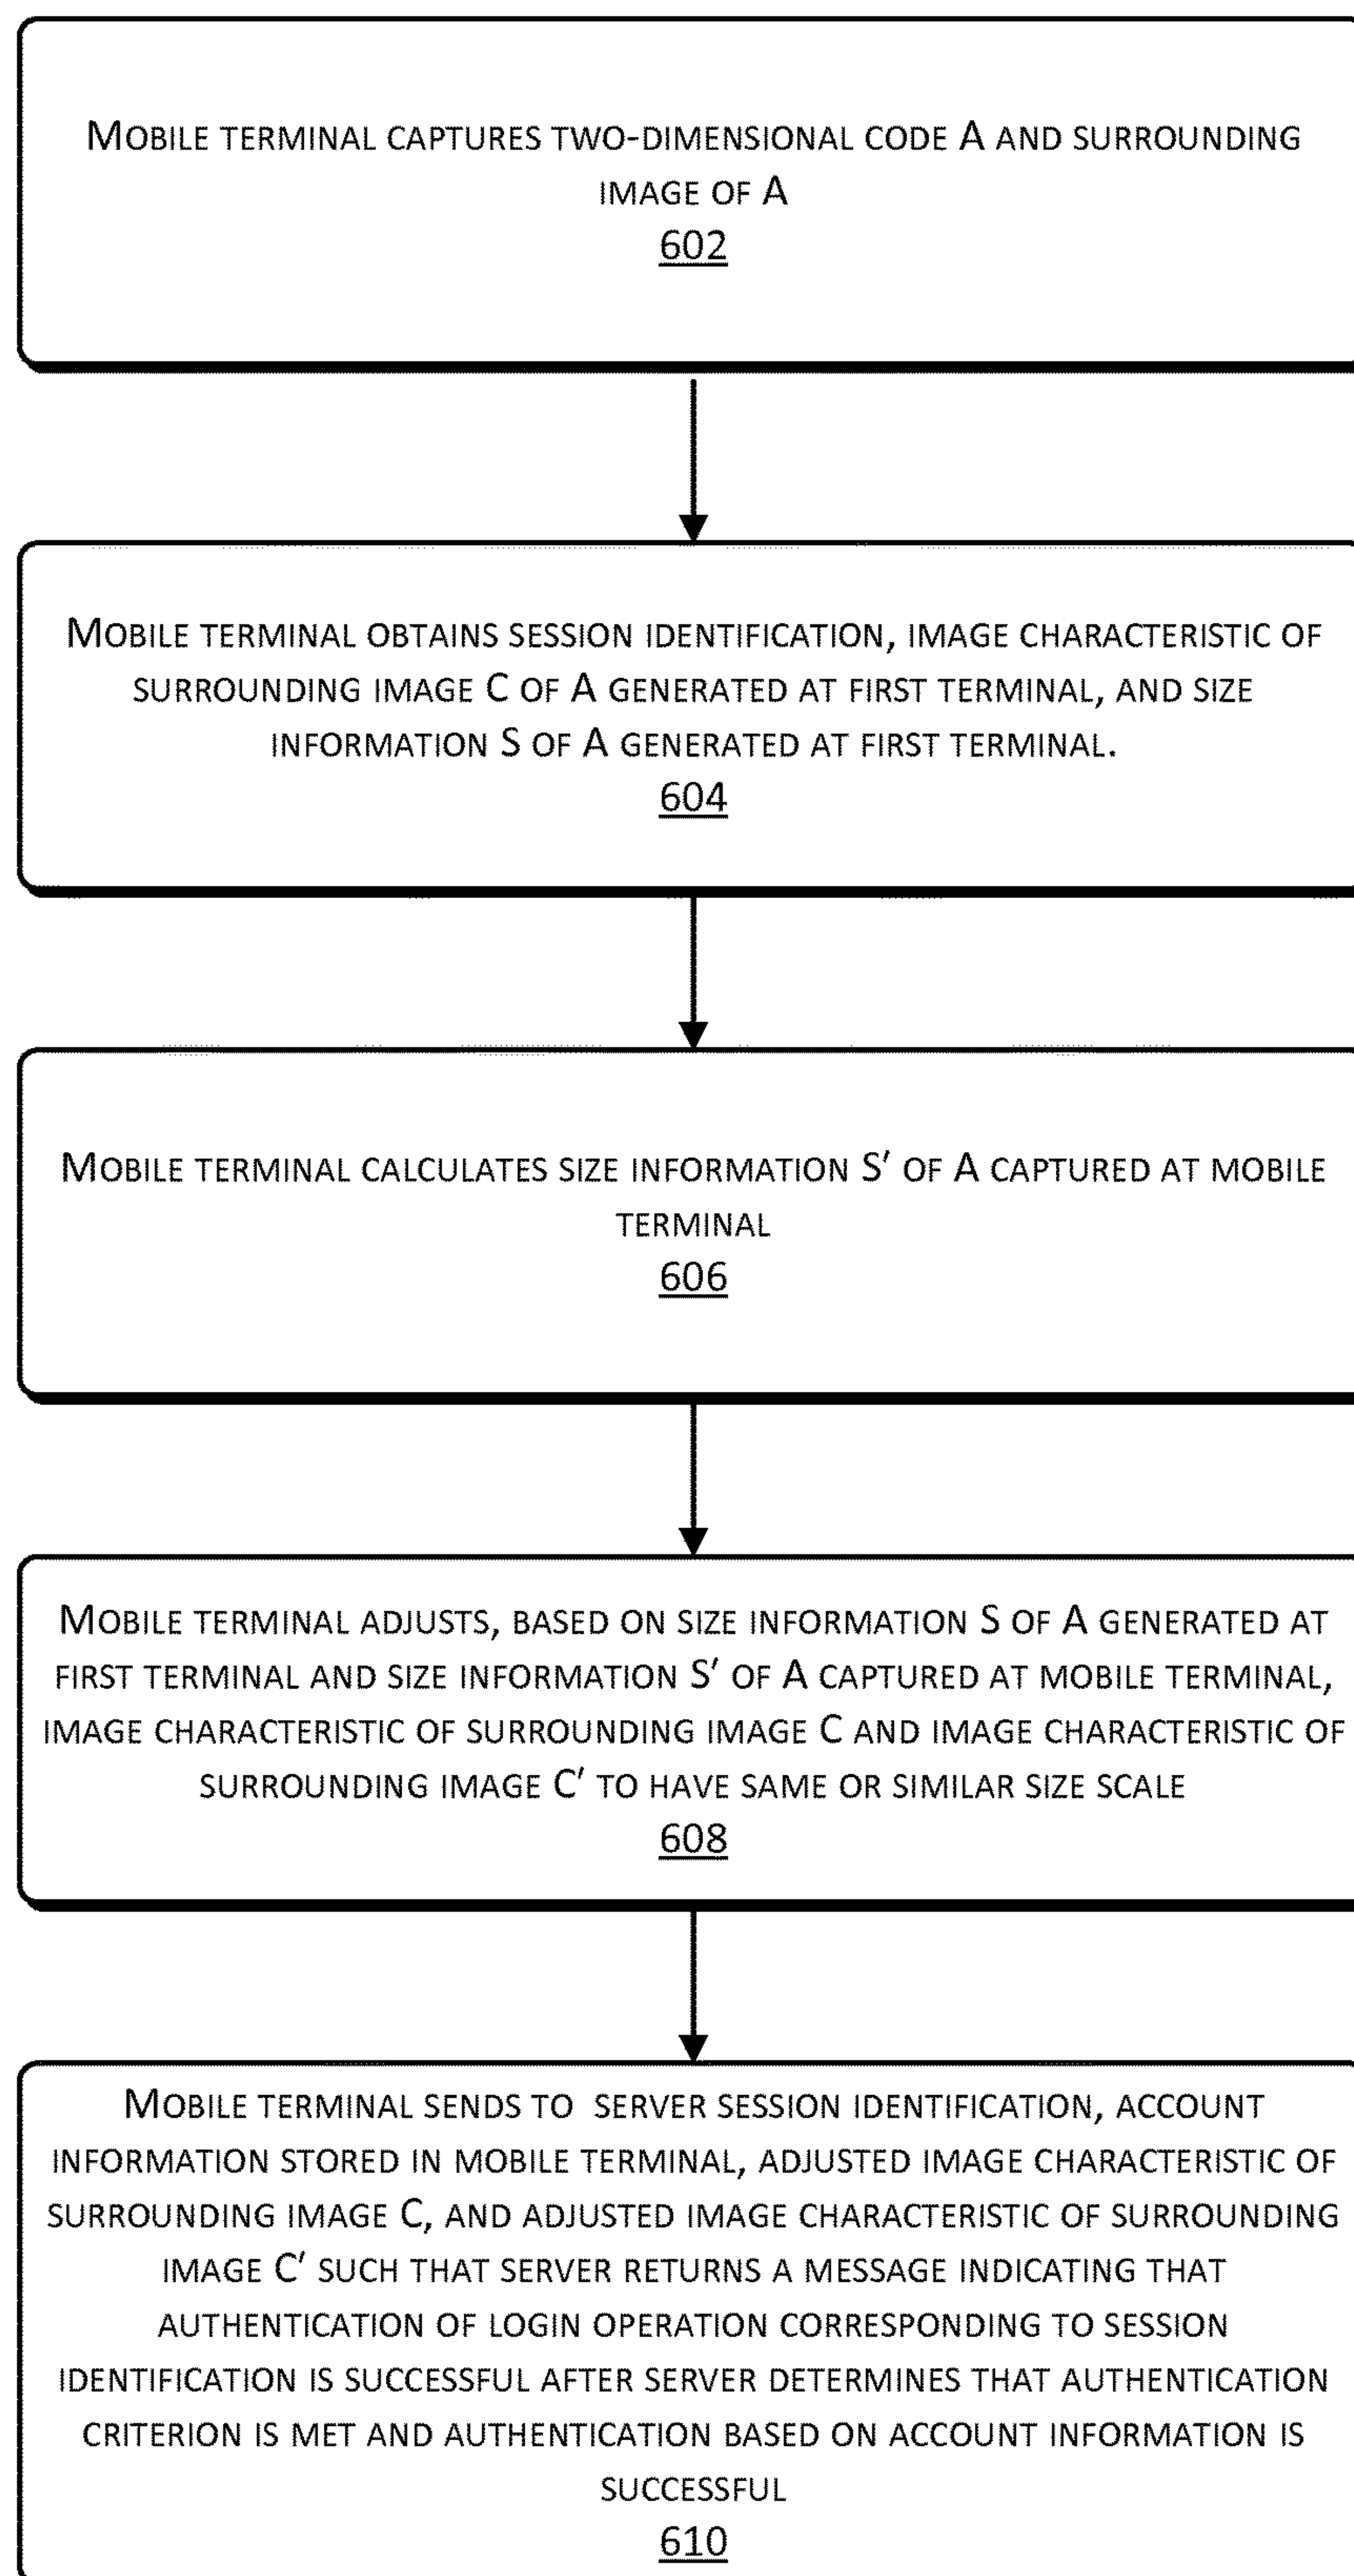 Mobile terminal captures two-dimensional code A and surrounding
image of A
602
Mobile terminal obtains session identification, image characteristic of
surrounding image C of A generated at first terminal, and size
information S of A generated at first terminal.
604
Mobile terminal calculates size information S' of A captured at mobile
terminal
606
Mobile terminal adjusts, based on size information S of A generated at
first terminal and size information S' of A captured at mobile terminal,
image characteristic of surrounding image C and image characteristic of
surrounding image C' to have same or similar size scale
608
Mobile terminal sends to server session identification, account
information stored in mobile terminal, adjusted image characteristic of
surrounding image C, and adjusted image characteristic of surrounding
image C' such that server returns a message indicating that
authentication of login operation corresponding to session
identification is successful after server determines that authentication
criterion is met and authentication based on account information is
successful
610